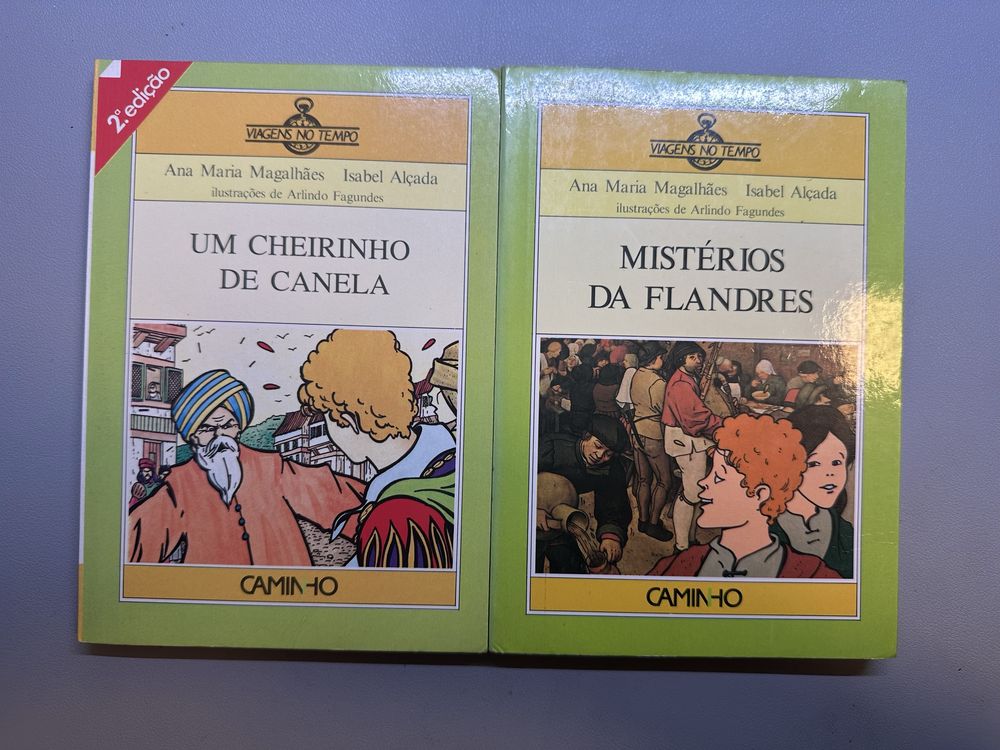 2.ª edição
VIAGENS NO TEMPO
Ana Maria Magalhães Isabel Alçada
ilustrações de Arlindo Fagundes
UM CHEIRINHO
DE CANELA
CAMINHO
VIAGENS NO TEMPO
Ana Maria Magalhães Isabel Alçada
ilustrações de Arlindo Fagundes
MISTÉRIOS
DA FLANDRES
CAMINHO